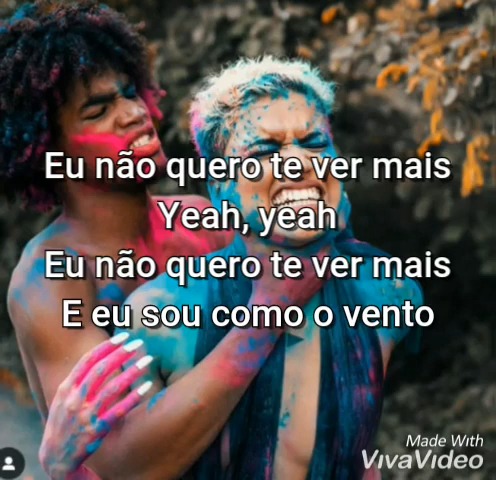 Eu não quero te ver mais
Yeah, yeah
Eu não quero te ver mais
E eu sou como o vento
Made With
VivaVideo